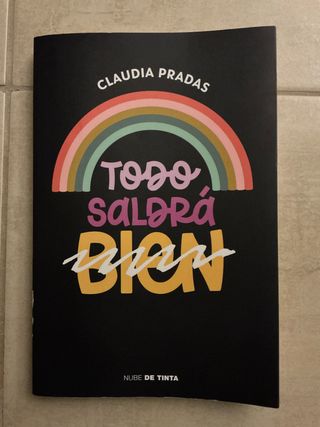 CLAUDIA PRADAS
TODO
SALDRÁ
BIEN
NUBE DE TINTA